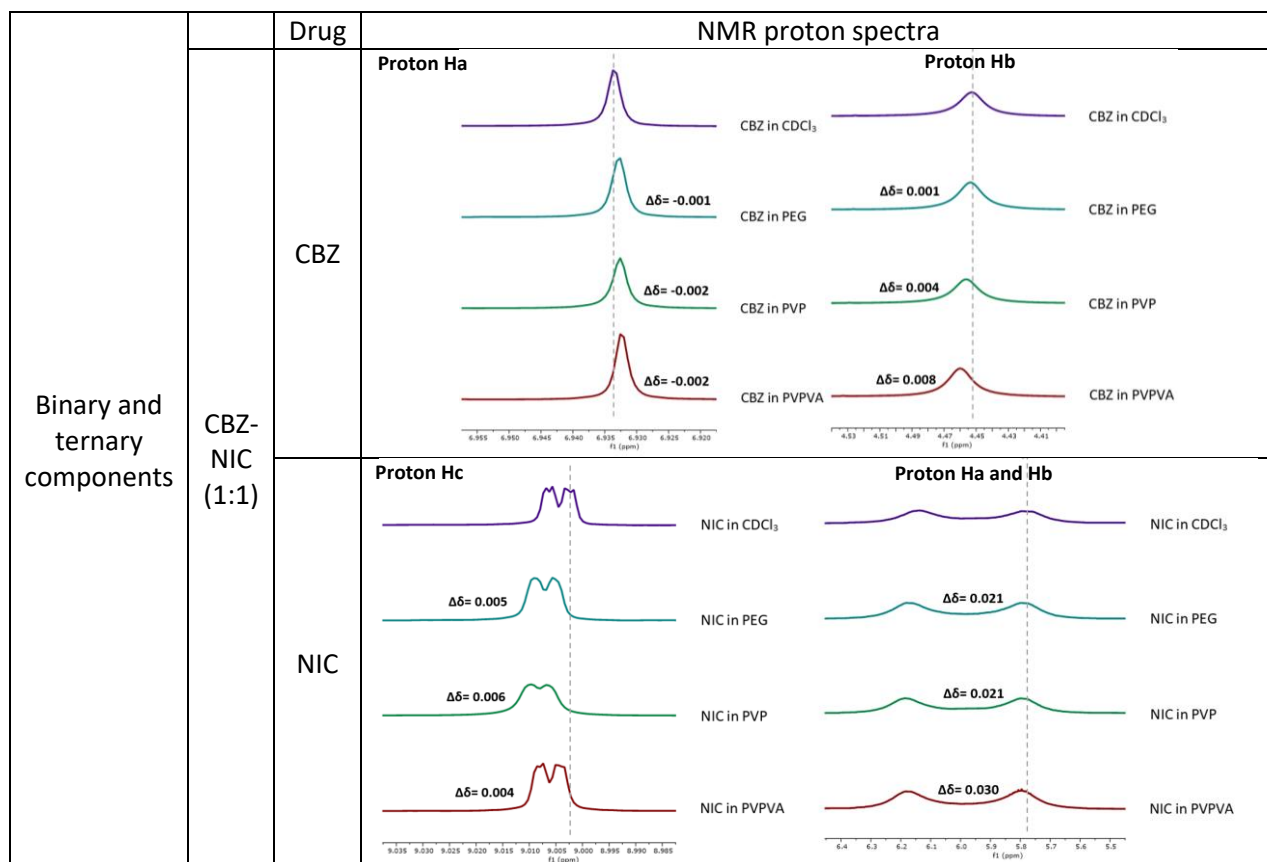 Drug
NMR proton spectra
Binary and
ternary
components
CBZ-
NIC
(1:1)
CBZ
Proton Ha
CBZ in CDCl₃
Δδ= -0.001
CBZ in PEG
Δδ= -0.002
CBZ in PVP
Δδ= -0.002
CBZ in PVPVA
6.955 6.950 6.945 6.940 6.935 6.930 6.925 6.920
f1 (ppm)
Proton Hb
CBZ in CDCl₃
Δδ= 0.001
CBZ in PEG
Δδ= 0.004
CBZ in PVP
Δδ= 0.008
CBZ in PVPVA
4.53 4.51 4.49 4.47 4.45 4.43 4.41
f1 (ppm)
NIC
Proton Hc
NIC in CDCl₃
Δδ= 0.005
NIC in PEG
Δδ= 0.006
NIC in PVP
Δδ= 0.004
NIC in PVPVA
9.035 9.030 9.025 9.020 9.015 9.010 9.005 9.000 8.995 8.990 8.985
f1 (ppm)
Proton Ha and Hb
NIC in CDCl₃
Δδ= 0.021
NIC in PEG
Δδ= 0.021
NIC in PVP
Δδ= 0.030
NIC in PVPVA
6.4 6.3 6.2 6.1 6.0 5.9 5.8 5.7 5.6 5.5
f1 (ppm)